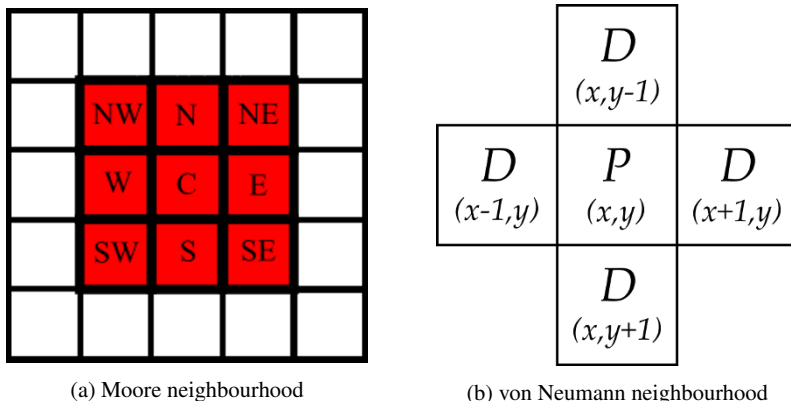 NW N NE
W C E
SW S SE
(a) Moore neighbourhood
D
(x,y-1)
D D
P
(x-1,y) (x,y) (x+1,y)
D
(x,y+1)
(b) von Neumann neighbourhood